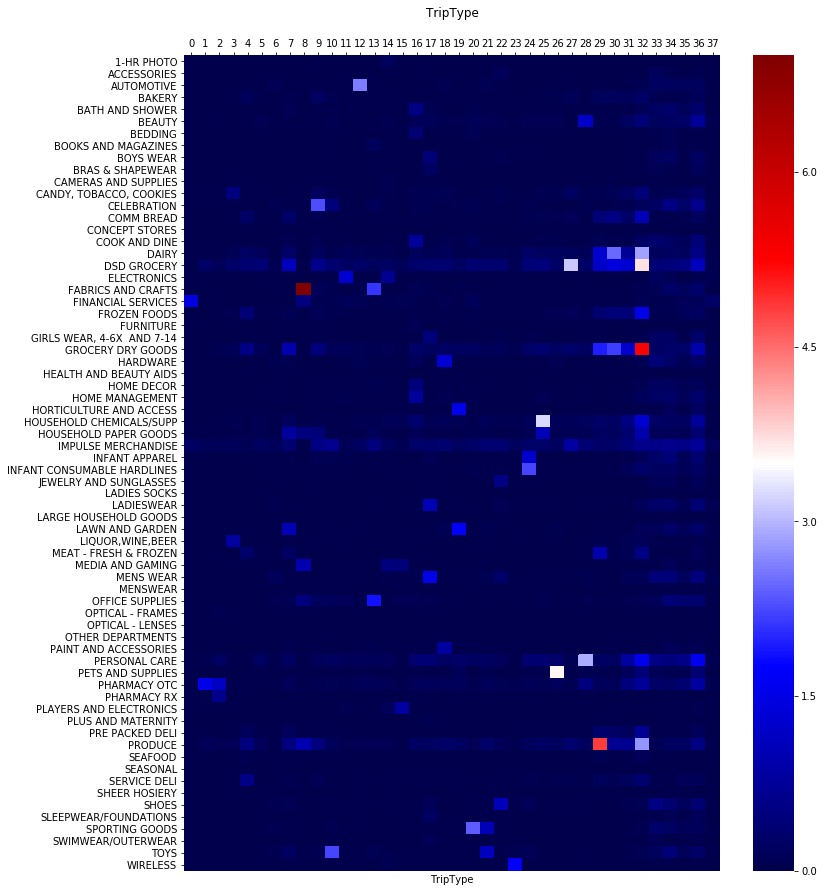 TripType
0 1 2 3 4 5 6 7 8 9 10 11 12 13 14 15 16 17 18 19 20 21 22 23 24 25 26 27 28 29 30 31 32 33 34 35 36 37
1-HR PHOTO
ACCESSORIES
AUTOMOTIVE
BAKERY
BATH AND SHOWER
BEAUTY
BEDDING
BOOKS AND MAGAZINES
BOYS WEAR
BRAS & SHAPEWEAR
CAMERAS AND SUPPLIES
CANDY, TOBACCO, COOKIES
CELEBRATION
COMM BREAD
CONCEPT STORES
COOK AND DINE
DAIRY
DSD GROCERY
ELECTRONICS
FABRICS AND CRAFTS
FINANCIAL SERVICES
FROZEN FOODS
FURNITURE
GIRLS WEAR, 4-6X  AND 7-14
GROCERY DRY GOODS
HARDWARE
HEALTH AND BEAUTY AIDS
HOME DECOR
HOME MANAGEMENT
HORTICULTURE AND ACCESS
HOUSEHOLD CHEMICALS/SUPP
HOUSEHOLD PAPER GOODS
IMPULSE MERCHANDISE
INFANT APPAREL
INFANT CONSUMABLE HARDLINES
JEWELRY AND SUNGLASSES
LADIES SOCKS
LADIESWEAR
LARGE HOUSEHOLD GOODS
LAWN AND GARDEN
LIQUOR,WINE,BEER
MEAT - FRESH & FROZEN
MEDIA AND GAMING
MENS WEAR
MENSWEAR
OFFICE SUPPLIES
OPTICAL - FRAMES
OPTICAL - LENSES
OTHER DEPARTMENTS
PAINT AND ACCESSORIES
PERSONAL CARE
PETS AND SUPPLIES
PHARMACY OTC
PHARMACY RX
PLAYERS AND ELECTRONICS
PLUS AND MATERNITY
PRE PACKED DELI
PRODUCE
SEAFOOD
SEASONAL
SERVICE DELI
SHEER HOSIERY
SHOES
SLEEPWEAR/FOUNDATIONS
SPORTING GOODS
SWIMWEAR/OUTERWEAR
TOYS
WIRELESS
TripType
6.0
4.5
3.0
1.5
0.0